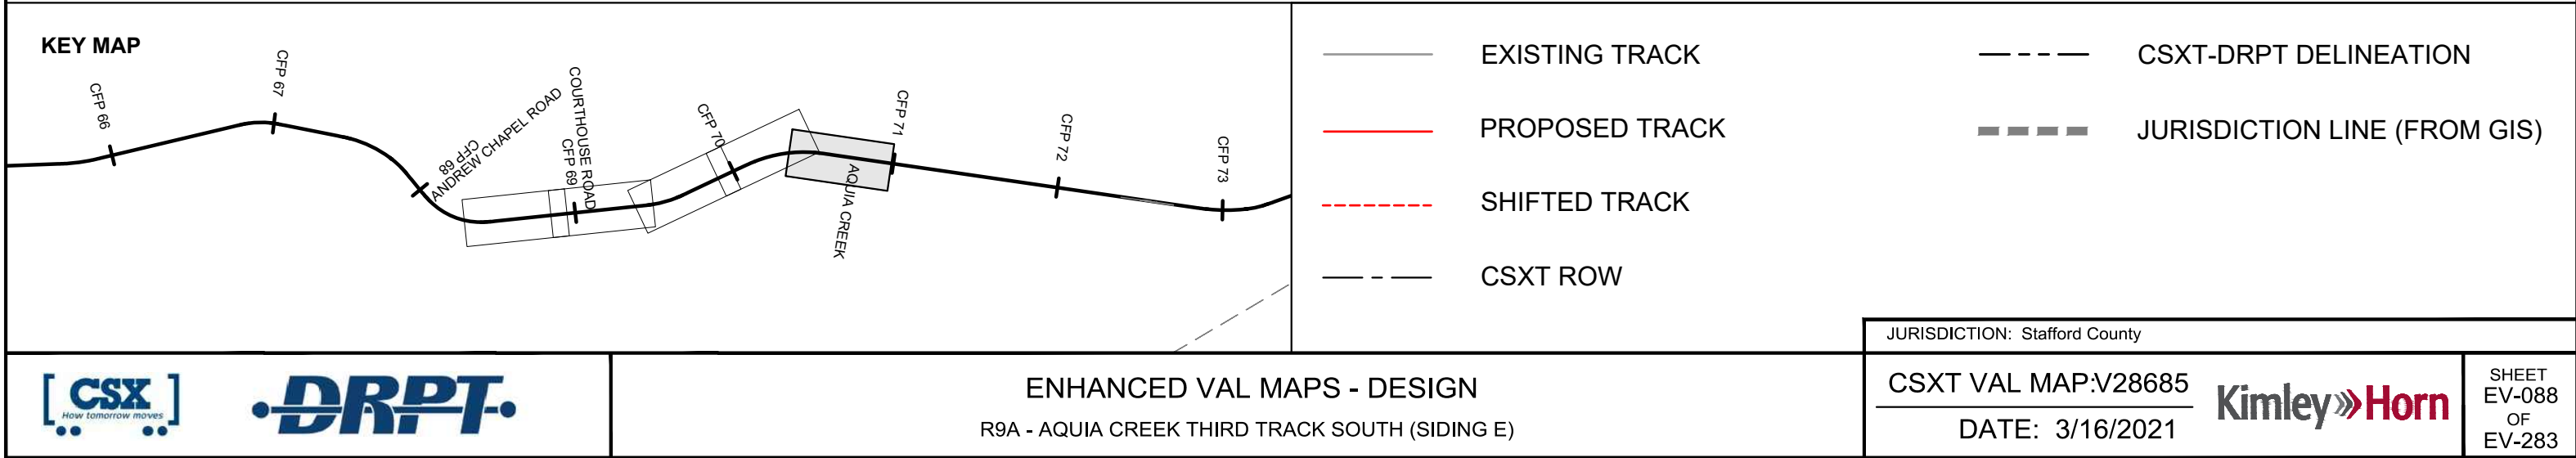 KEY MAP
CFP 66
CFP 67
CFP 68
ANDREW CHAPEL ROAD
COURTHOUSE ROAD
CFP 69
CFP 70
AQUIA CREEK
CFP 71
CFP 72
CFP 73
EXISTING TRACK
PROPOSED TRACK
SHIFTED TRACK
CSXT ROW
CSXT-DRPT DELINEATION
JURISDICTION LINE (FROM GIS)
JURISDICTION: Stafford County
CSX
How tomorrow moves
DRPT
ENHANCED VAL MAPS - DESIGN
R9A - AQUIA CREEK THIRD TRACK SOUTH (SIDING E)
CSXT VAL MAP:V28685
DATE: 3/16/2021
Kimley»Horn
SHEET
EV-088
OF
EV-283